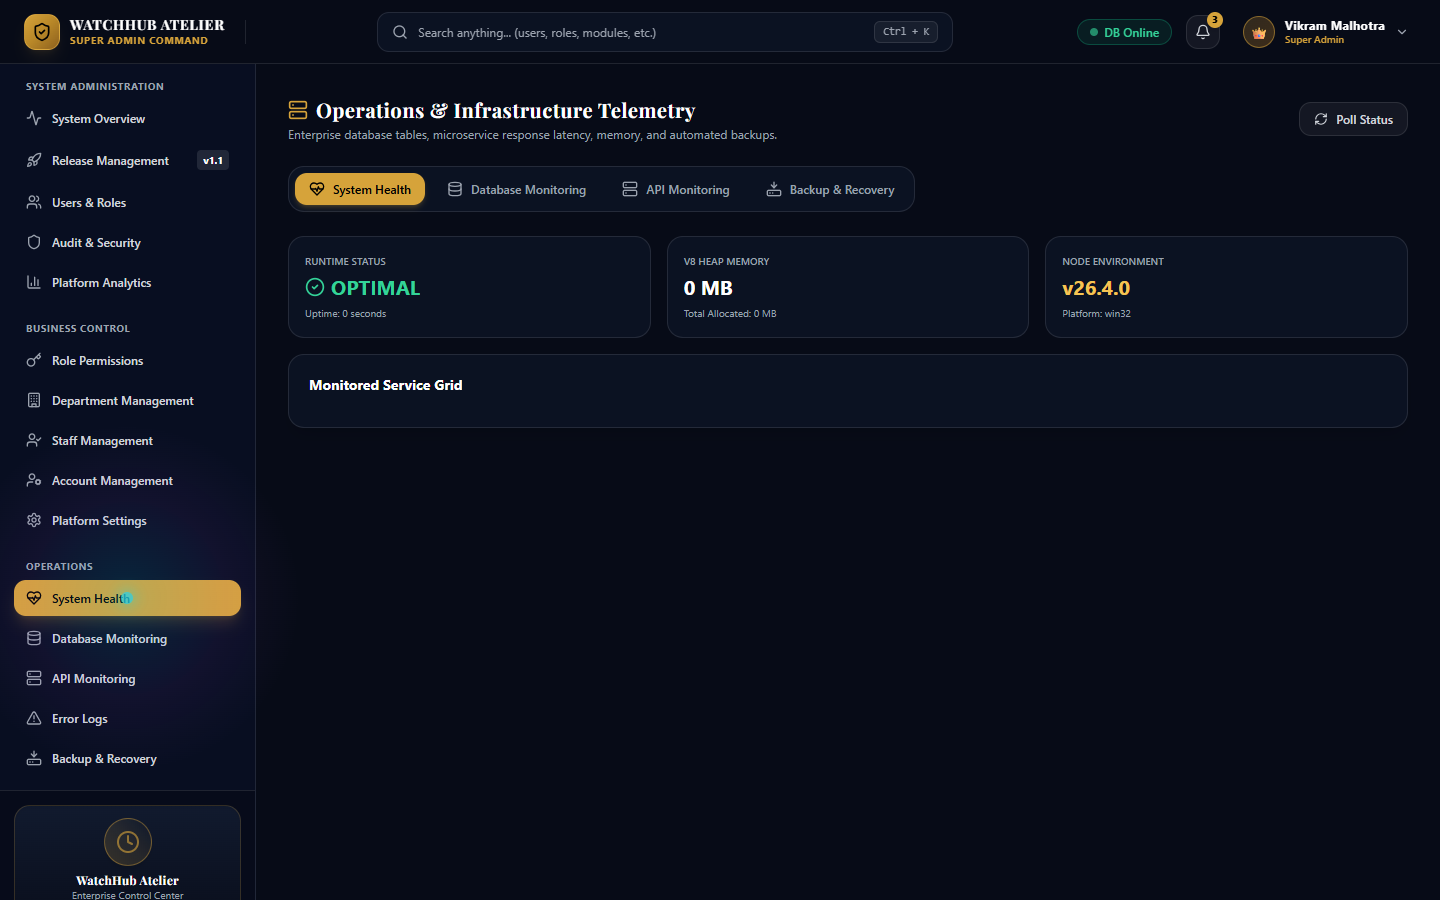 WATCHHUB ATELIER
SUPER ADMIN COMMAND
Search anything... (users, roles, modules, etc.)
Ctrl + K
DB Online
3
Vikram Malhotra
Super Admin
SYSTEM ADMINISTRATION
System Overview
Release Management
v1.1
Users & Roles
Audit & Security
Platform Analytics
BUSINESS CONTROL
Role Permissions
Department Management
Staff Management
Account Management
Platform Settings
OPERATIONS
System Health
Database Monitoring
API Monitoring
Error Logs
Backup & Recovery
WatchHub Atelier
Enterprise Control Center
Operations & Infrastructure Telemetry
Enterprise database tables, microservice response latency, memory, and automated backups.
Poll Status
System Health
Database Monitoring
API Monitoring
Backup & Recovery
RUNTIME STATUS
OPTIMAL
Uptime: 0 seconds
V8 HEAP MEMORY
0 MB
Total Allocated: 0 MB
NODE ENVIRONMENT
v26.4.0
Platform: win32
Monitored Service Grid